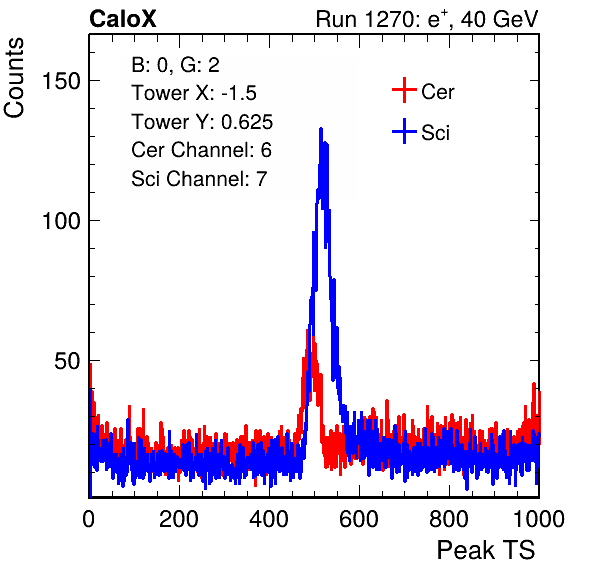 CaloX Run 1270: e⁺, 40 GeV
Counts
B: 0, G: 2
Tower X: -1.5
Tower Y: 0.625
Cer Channel: 6
Sci Channel: 7
Cer
Sci
150
100
50
0 200 400 600 800 1000
Peak TS